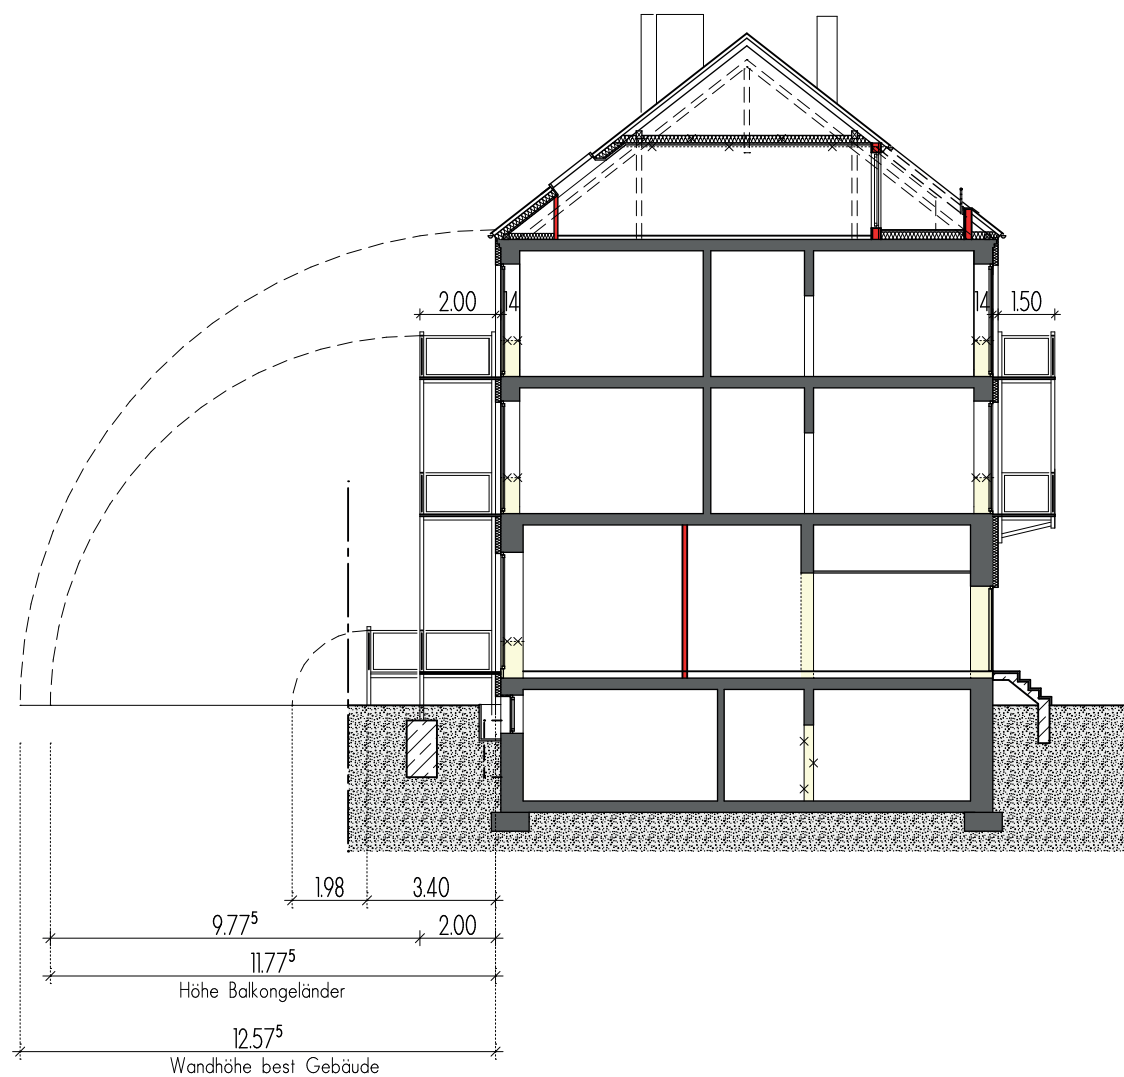 2.00 14 14 1.50
1.98 3.40
9.77⁵ 2.00
11.77⁵
Höhe Balkongeländer
12.57⁵
Wandhöhe best Gebäude